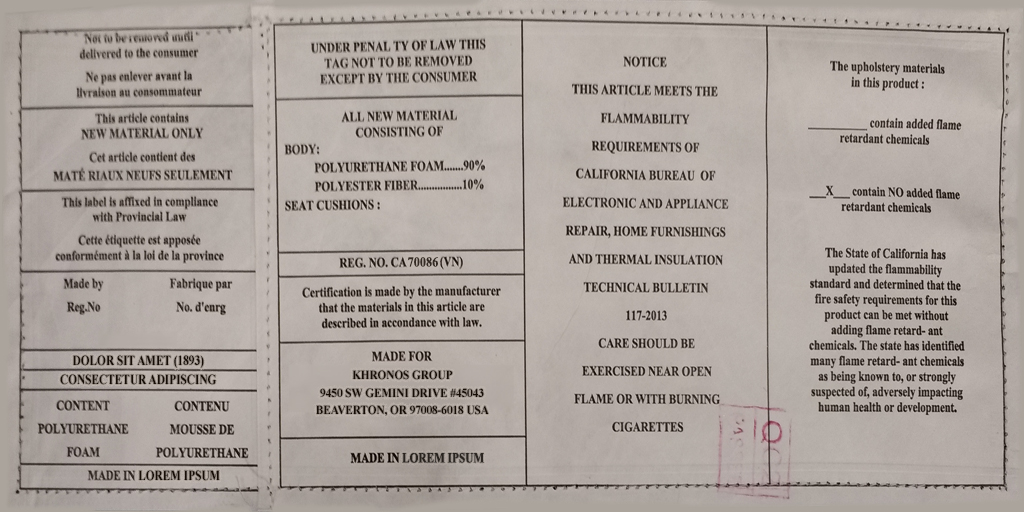 Not to be removed until
delivered to the consumer
Ne pas enlever avant la
livraison au consommateur
This article contains
NEW MATERIAL ONLY
Cet article contient des
MATÉ RIAUX NEUFS SEULEMENT
This label is affixed in compliance
with Provincial Law
Cette étiquette est apposée
conformément à la loi de la province
Made by Fabrique par
Reg.No No. d'enrg
DOLOR SIT AMET (1893)
CONSECTETUR ADIPISCING
CONTENT CONTENU
POLYURETHANE MOUSSE DE
FOAM POLYURETHANE
MADE IN LOREM IPSUM
UNDER PENAL TY OF LAW THIS
TAG NOT TO BE REMOVED
EXCEPT BY THE CONSUMER
ALL NEW MATERIAL
CONSISTING OF
BODY:
POLYURETHANE FOAM.......90%
POLYESTER FIBER................10%
SEAT CUSHIONS :
REG. NO. CA70086(VN)
Certification is made by the manufacturer
that the materials in this article are
described in accordance with law.
MADE FOR
KHRONOS GROUP
9450 SW GEMINI DRIVE #45043
BEAVERTON, OR 97008-6018 USA
MADE IN LOREM IPSUM
NOTICE
THIS ARTICLE MEETS THE
FLAMMABILITY
REQUIREMENTS OF
CALIFORNIA BUREAU OF
ELECTRONIC AND APPLIANCE
REPAIR, HOME FURNISHINGS
AND THERMAL INSULATION
TECHNICAL BULLETIN
117-2013
CARE SHOULD BE
EXERCISED NEAR OPEN
FLAME OR WITH BURNING
CIGARETTES
The upholstery materials
in this product :
__________ contain added flame
retardant chemicals
__X___ contain NO added flame
retardant chemicals
The State of California has
updated the flammability
standard and determined that the
fire safety requirements for this
product can be met without
adding flame retard- ant
chemicals. The state has identified
many flame retard- ant chemicals
as being known to, or strongly
suspected of, adversely impacting
human health or development.